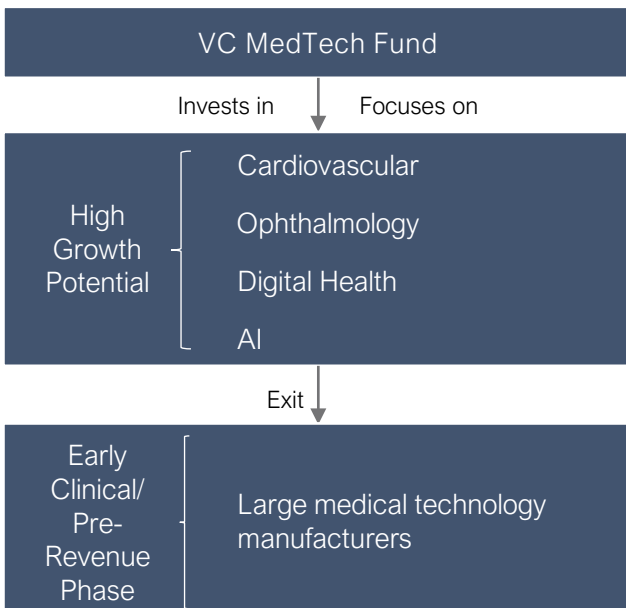 VC MedTech Fund
Invests in
Focuses on
High
Growth
Potential
Cardiovascular
Ophthalmology
Digital Health
AI
Exit
Early
Clinical/
Pre-
Revenue
Phase
Large medical technology
manufacturers